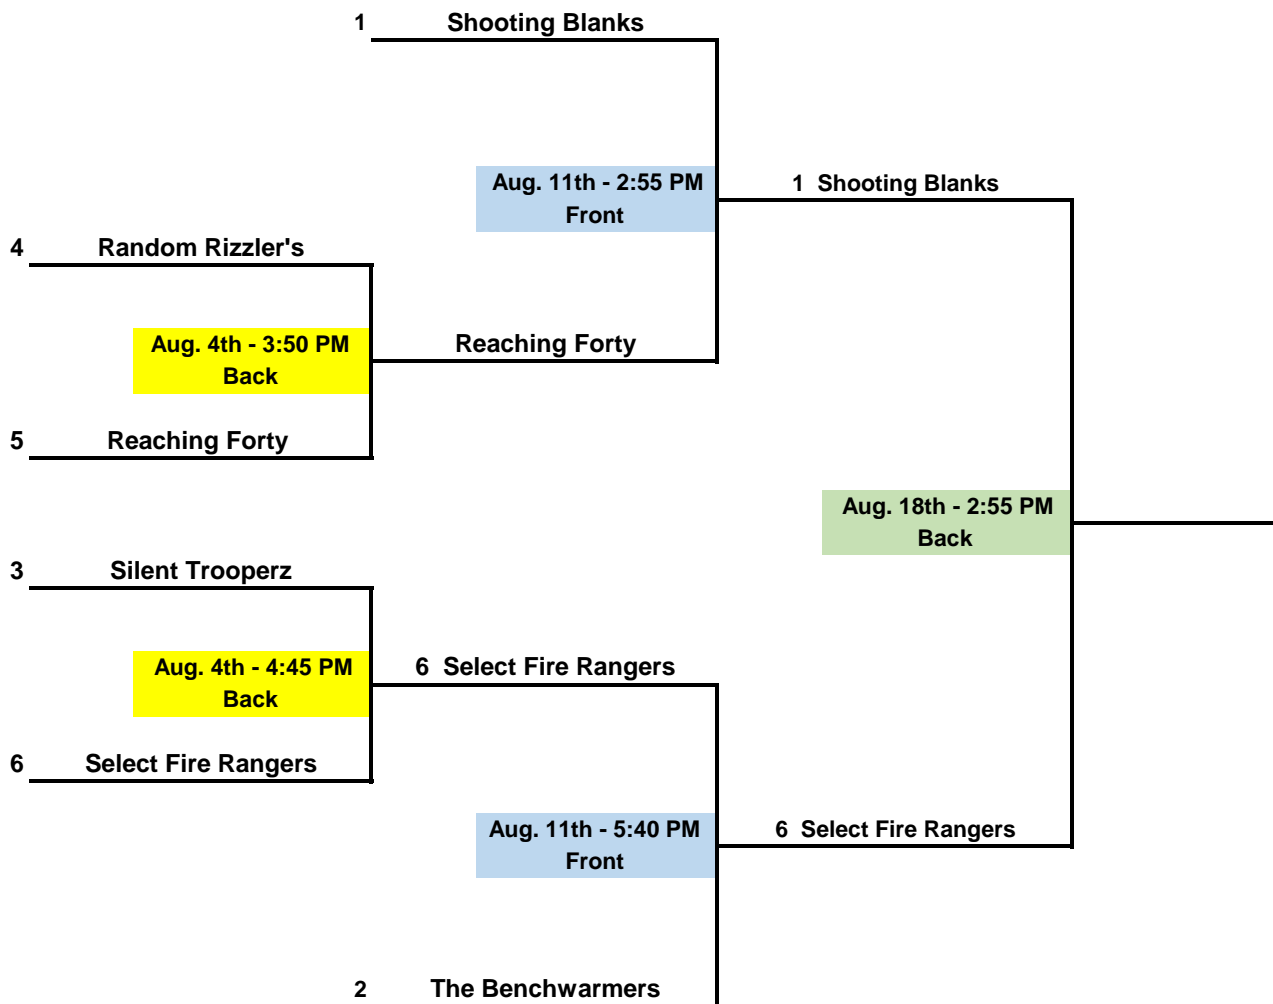 1 Shooting Blanks
Aug. 11th - 2:55 PM
Front
1 Shooting Blanks
4 Random Rizzler's
Aug. 4th - 3:50 PM
Back
Reaching Forty
5 Reaching Forty
Aug. 18th - 2:55 PM
Back
3 Silent Trooperz
Aug. 4th - 4:45 PM
Back
6 Select Fire Rangers
6 Select Fire Rangers
Aug. 11th - 5:40 PM
Front
6 Select Fire Rangers
2 The Benchwarmers